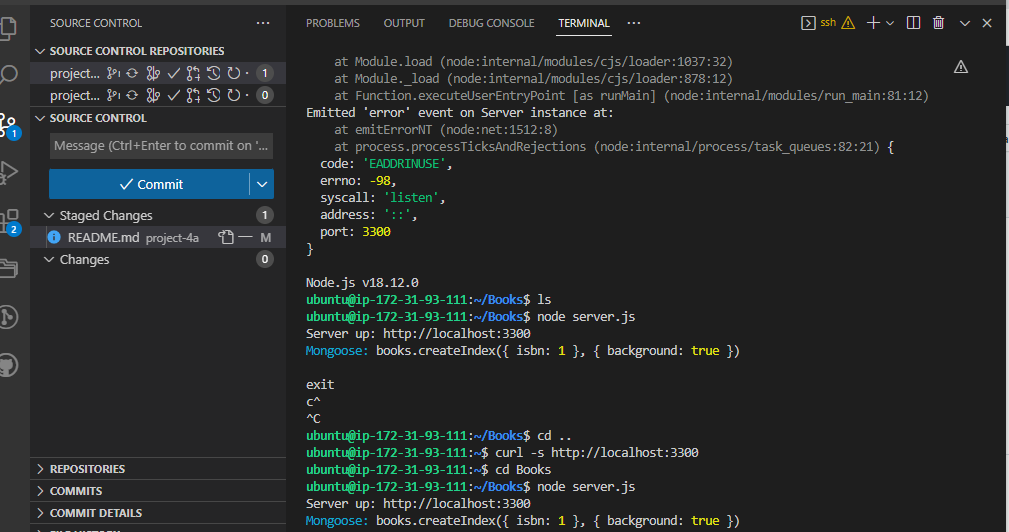 SOURCE CONTROL
SOURCE CONTROL REPOSITORIES
project... 1
project... 0
SOURCE CONTROL
Message (Ctrl+Enter to commit on '...
Commit
Staged Changes 1
README.md project-4a M
Changes 0
REPOSITORIES
COMMITS
COMMIT DETAILS
1
2
PROBLEMS OUTPUT DEBUG CONSOLE TERMINAL ssh
at Module.load (node:internal/modules/cjs/loader:1037:32)
at Module._load (node:internal/modules/cjs/loader:878:12)
at Function.executeUserEntryPoint [as runMain] (node:internal/modules/run_main:81:12)
Emitted 'error' event on Server instance at:
at emitErrorNT (node:net:1512:8)
at process.processTicksAndRejections (node:internal/process/task_queues:82:21) {
code: 'EADDRINUSE',
errno: -98,
syscall: 'listen',
address: '::',
port: 3300
}
Node.js v18.12.0
ubuntu@ip-172-31-93-111:~/Books$ ls
ubuntu@ip-172-31-93-111:~/Books$ node server.js
Server up: http://localhost:3300
Mongoose: books.createIndex({ isbn: 1 }, { background: true })
exit
c^
^C
ubuntu@ip-172-31-93-111:~/Books$ cd ..
ubuntu@ip-172-31-93-111:~$ curl -s http://localhost:3300
ubuntu@ip-172-31-93-111:~$ cd Books
ubuntu@ip-172-31-93-111:~/Books$ node server.js
Server up: http://localhost:3300
Mongoose: books.createIndex({ isbn: 1 }, { background: true })